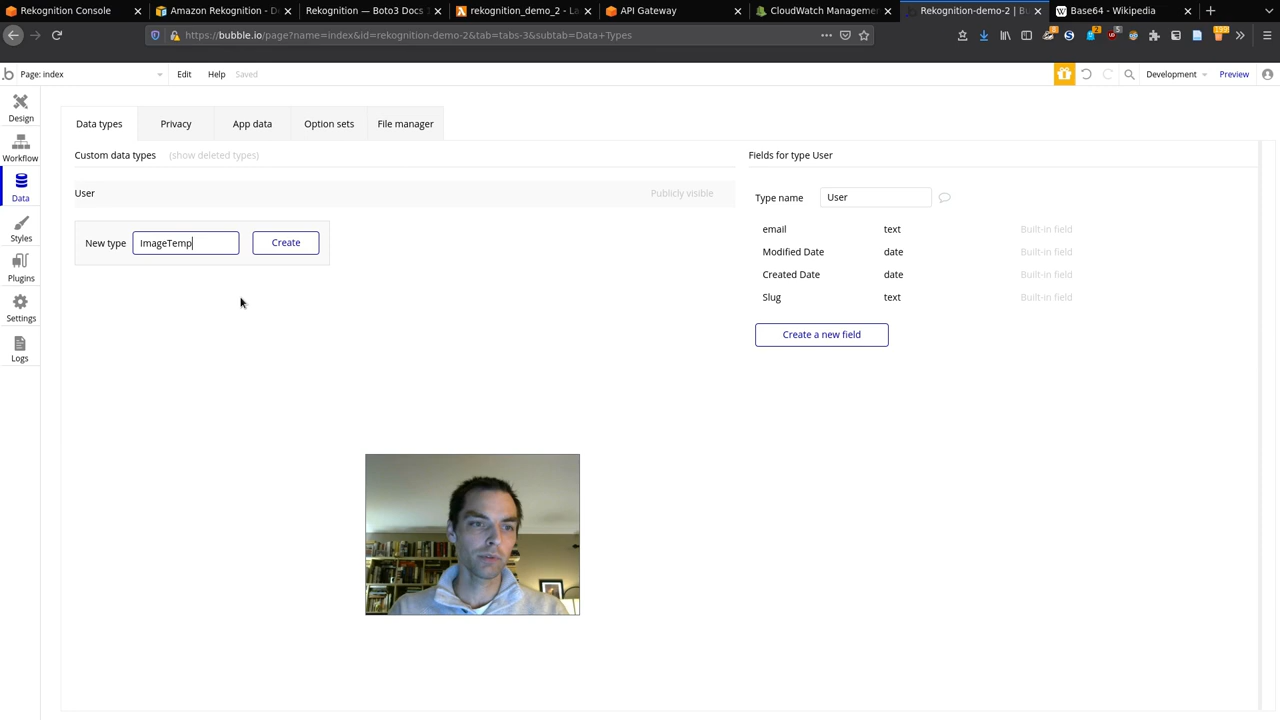 Rekognition Console
Amazon Rekognition - D
Rekognition — Boto3 Docs 1
rekognition_demo_2 - La
API Gateway
CloudWatch Manageme
Rekognition-demo-2 | Bu
Base64 - Wikipedia
https://bubble.io/page?name=index&id=rekognition-demo-2&tab=tabs-3&subtab=Data+Types
Page: index
Edit
Help
Saved
Development
Preview
Design
Workflow
Data
Styles
Plugins
Settings
Logs
Data types
Privacy
App data
Option sets
File manager
Custom data types
(show deleted types)
User
Publicly visible
New type
ImageTemp
Create
Fields for type User
Type name
User
email text Built-in field
Modified Date date Built-in field
Created Date date Built-in field
Slug text Built-in field
Create a new field